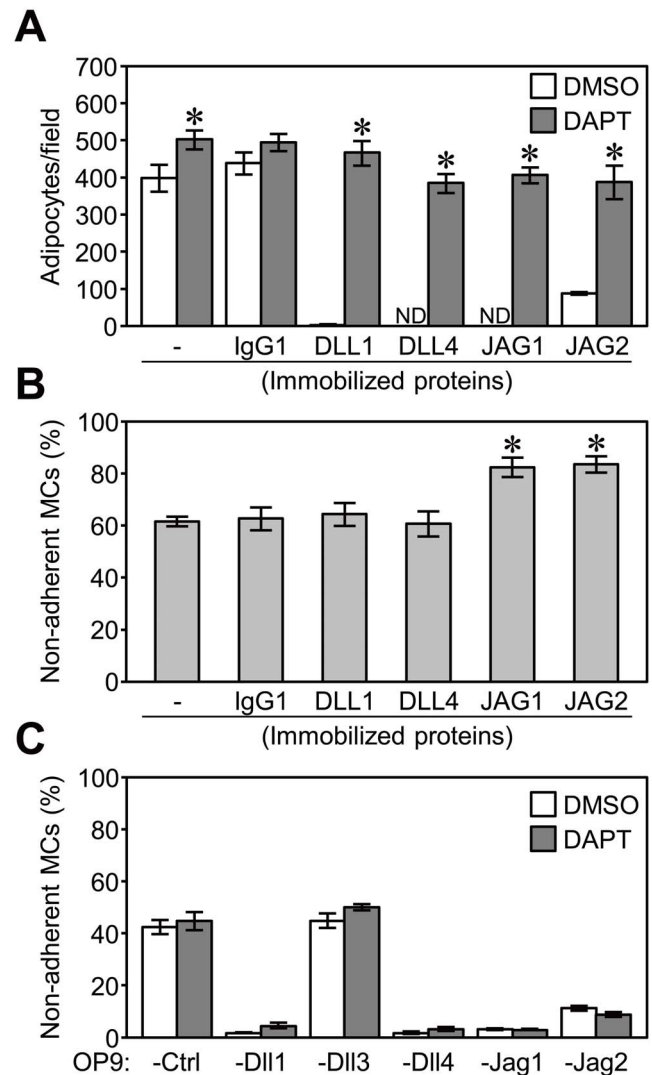 A
Adipocytes/field
700
600
500
400
300
200
100
0
DMSO
DAPT
* * * * *
ND ND
- IgG1 DLL1 DLL4 JAG1 JAG2
(Immobilized proteins)
B
Non-adherent MCs (%)
100
80
60
40
20
0
* *
- IgG1 DLL1 DLL4 JAG1 JAG2
(Immobilized proteins)
C
Non-adherent MCs (%)
100
80
60
40
20
0
DMSO
DAPT
OP9: -Ctrl -Dll1 -Dll3 -Dll4 -Jag1 -Jag2